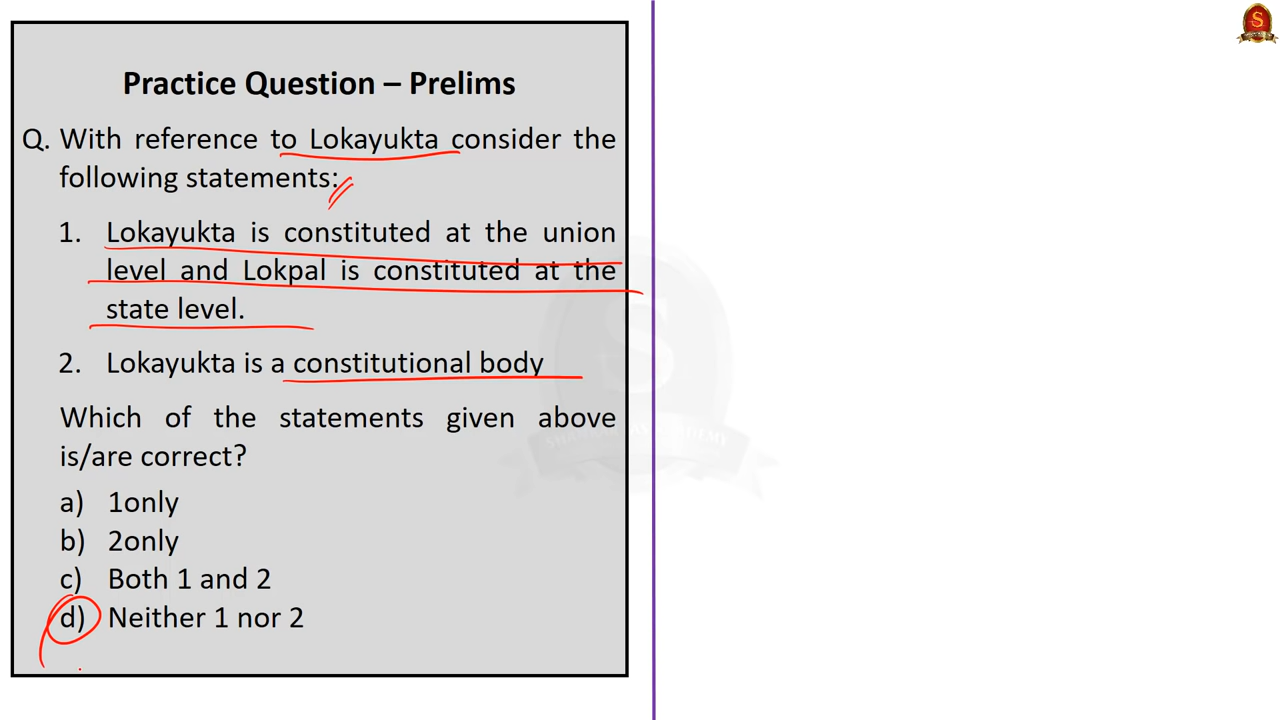 Practice Question – Prelims
Q. With reference to Lokayukta consider the
following statements:
1. Lokayukta is constituted at the union
level and Lokpal is constituted at the
state level.
2. Lokayukta is a constitutional body
Which of the statements given above
is/are correct?
a) 1only
b) 2only
c) Both 1 and 2
d) Neither 1 nor 2